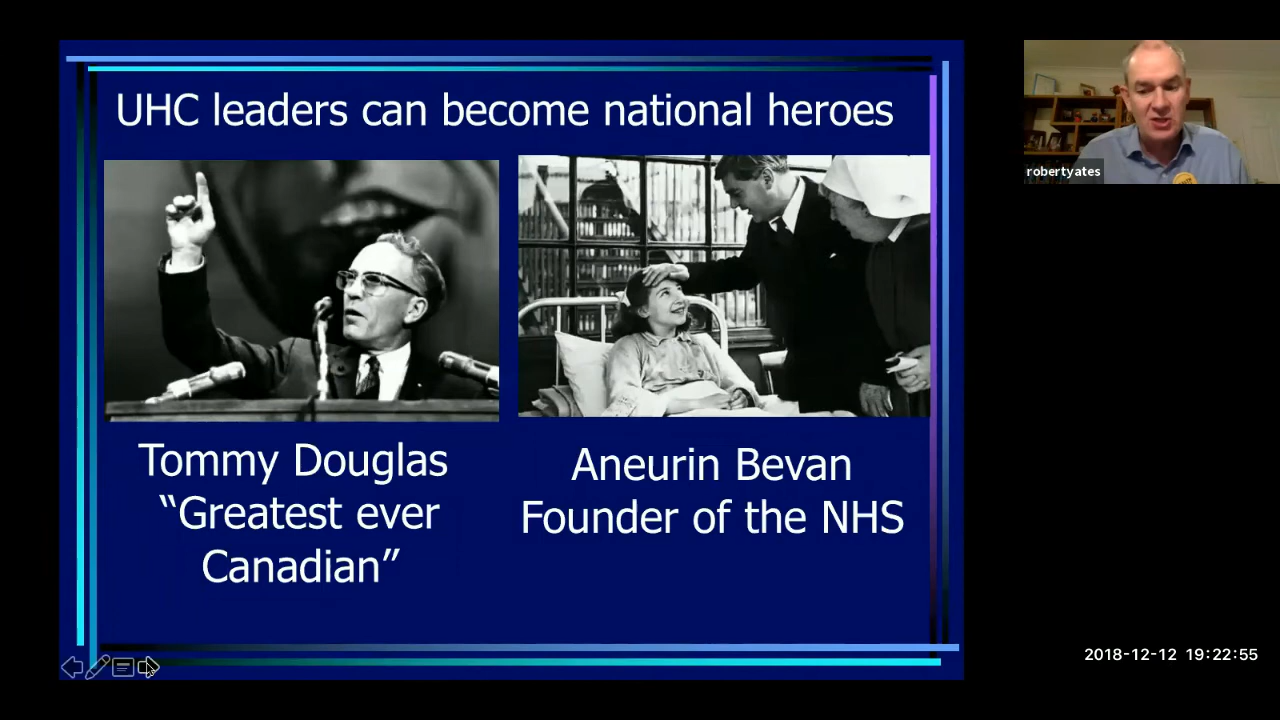 UHC leaders can become national heroes
Tommy Douglas
“Greatest ever
Canadian”
Aneurin Bevan
Founder of the NHS
robertyates
2018-12-12 19:22:55